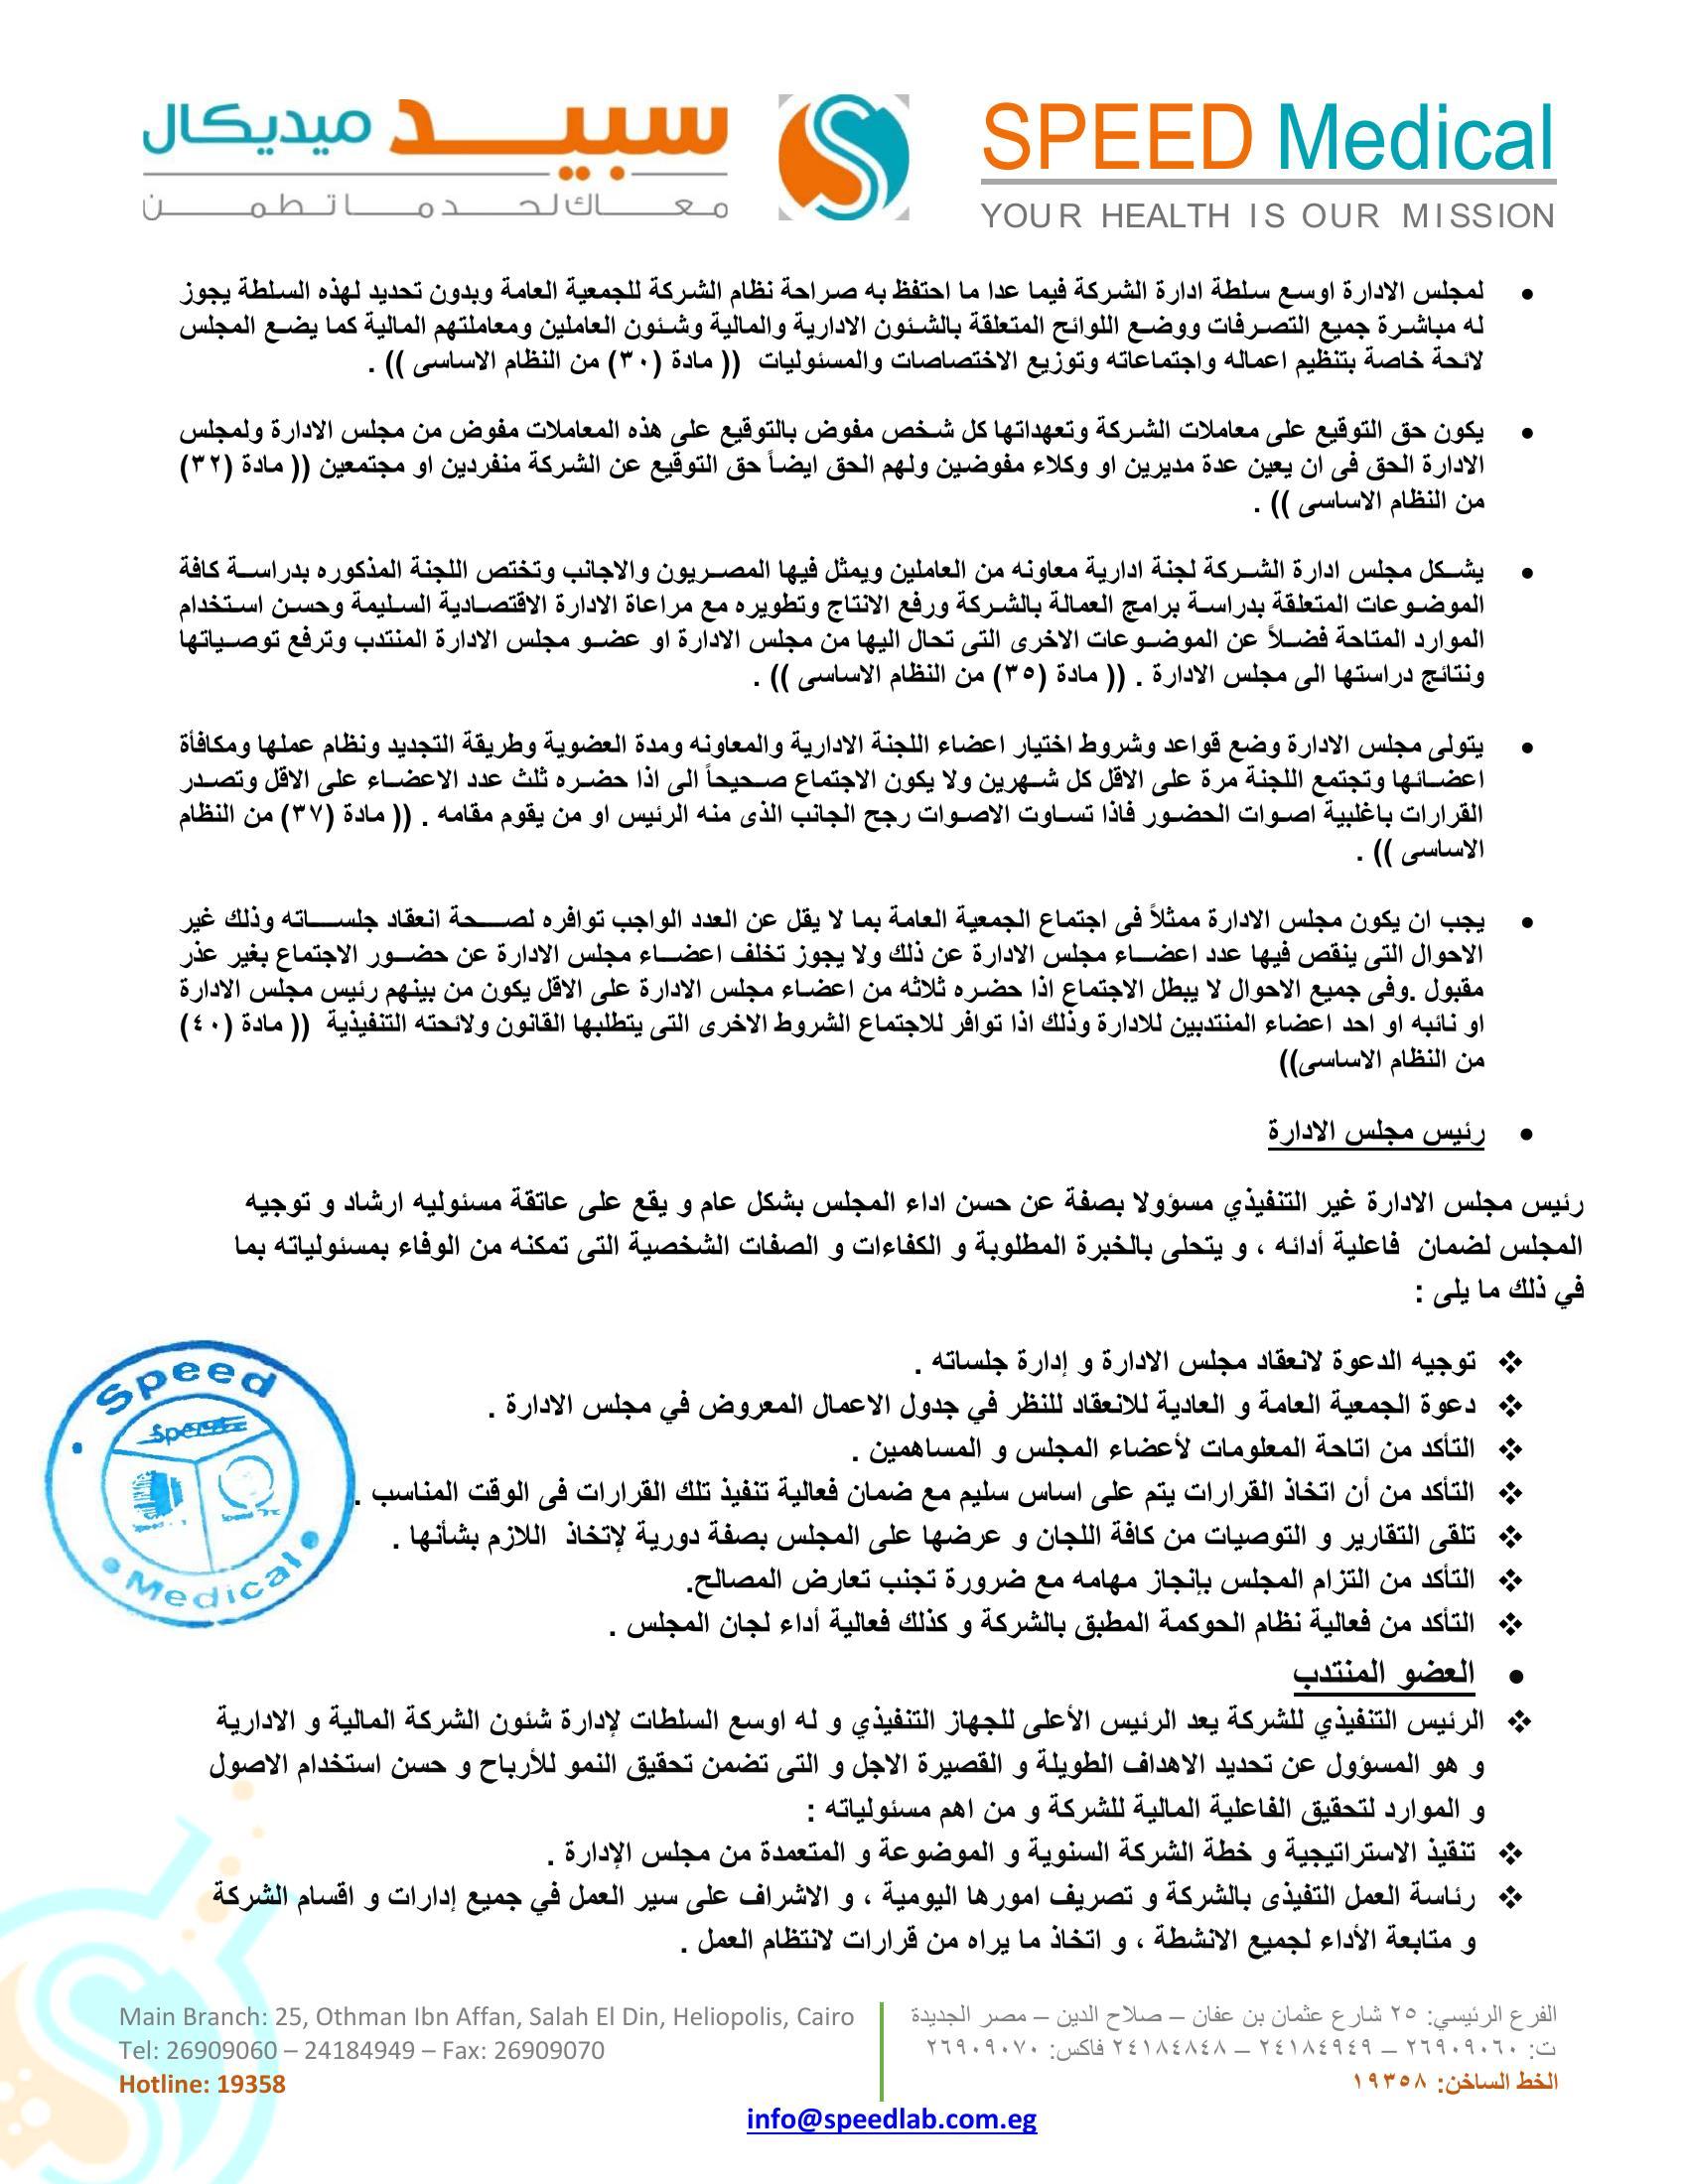 سبيد ميديكال
معاك لحد ما تطمن
SPEED Medical
YOUR HEALTH IS OUR MISSION
• لمجلس الادارة اوسع سلطة ادارة الشركة فيما عدا ما احتفظ به صراحة نظام الشركة للجمعية العامة وبدون تحديد لهذه السلطة يجوز
له مباشرة جميع التصرفات ووضع اللوائح المتعلقة بالشئون الادارية والمالية وشئون العاملين ومعاملتهم المالية كما يضع المجلس
لائحة خاصة بتنظيم اعماله واجتماعاته وتوزيع الاختصاصات والمسئوليات (( مادة (٣٠) من النظام الاساسى )) .
• يكون حق التوقيع على معاملات الشركة وتعهداتها كل شخص مفوض بالتوقيع على هذه المعاملات مفوض من مجلس الادارة ولمجلس
الادارة الحق فى ان يعين عدة مديرين او وكلاء مفوضين ولهم الحق ايضاً حق التوقيع عن الشركة منفردين او مجتمعين (( مادة (٣٢)
من النظام الاساسى )) .
• يشكل مجلس ادارة الشركة لجنة ادارية معاونه من العاملين ويمثل فيها المصريون والاجانب وتختص اللجنة المذكوره بدراسة كافة
الموضوعات المتعلقة بدراسة برامج العمالة بالشركة ورفع الانتاج وتطويره مع مراعاة الادارة الاقتصادية السليمة وحسن استخدام
الموارد المتاحة فضلاً عن الموضوعات الاخرى التى تحال اليها من مجلس الادارة او عضو مجلس الادارة المنتدب وترفع توصياتها
ونتائج دراستها الى مجلس الادارة . (( مادة (٣٥) من النظام الاساسى )) .
• يتولى مجلس الادارة وضع قواعد وشروط اختيار اعضاء اللجنة الادارية والمعاونه ومدة العضوية وطريقة التجديد ونظام عملها ومكافأة
اعضائها وتجتمع اللجنة مرة على الاقل كل شهرين ولا يكون الاجتماع صحيحاً الى اذا حضره ثلث عدد الاعضاء على الاقل وتصدر
القرارات باغلبية اصوات الحضور فاذا تساوت الاصوات رجح الجانب الذى منه الرئيس او من يقوم مقامه . (( مادة (٣٧) من النظام
الاساسى )) .
• يجب ان يكون مجلس الادارة ممثلاً فى اجتماع الجمعية العامة بما لا يقل عن العدد الواجب توافره لصحة انعقاد جلساته وذلك غير
الاحوال التى ينقص فيها عدد اعضاء مجلس الادارة عن ذلك ولا يجوز تخلف اعضاء مجلس الادارة عن حضور الاجتماع بغير عذر
مقبول .وفى جميع الاحوال لا يبطل الاجتماع اذا حضره ثلاثه من اعضاء مجلس الادارة على الاقل يكون من بينهم رئيس مجلس الادارة
او نائبه او احد اعضاء المنتدبين للادارة وذلك اذا توافر للاجتماع الشروط الاخرى التى يتطلبها القانون ولائحته التنفيذية (( مادة (٤٠)
من النظام الاساسى))
• رئيس مجلس الادارة
رئيس مجلس الادارة غير التنفيذي مسؤولا بصفة عن حسن اداء المجلس بشكل عام و يقع على عاتقة مسئوليه ارشاد و توجيه
المجلس لضمان فاعلية أدائه ، و يتحلى بالخبرة المطلوبة و الكفاءات و الصفات الشخصية التى تمكنه من الوفاء بمسئولياته بما
في ذلك ما يلى :
❖ توجيه الدعوة لانعقاد مجلس الادارة و إدارة جلساته .
❖ دعوة الجمعية العامة و العادية للانعقاد للنظر في جدول الاعمال المعروض في مجلس الادارة .
❖ التأكد من اتاحة المعلومات لأعضاء المجلس و المساهمين .
❖ التأكد من أن اتخاذ القرارات يتم على اساس سليم مع ضمان فعالية تنفيذ تلك القرارات فى الوقت المناسب .
❖ تلقى التقارير و التوصيات من كافة اللجان و عرضها على المجلس بصفة دورية لإتخاذ اللازم بشأنها .
❖ التأكد من التزام المجلس بإنجاز مهامه مع ضرورة تجنب تعارض المصالح.
❖ التأكد من فعالية نظام الحوكمة المطبق بالشركة و كذلك فعالية أداء لجان المجلس .
Speed
Medical
• العضو المنتدب
❖ الرئيس التنفيذي للشركة يعد الرئيس الأعلى للجهاز التنفيذي و له اوسع السلطات لإدارة شئون الشركة المالية و الادارية
و هو المسؤول عن تحديد الاهداف الطويلة و القصيرة الاجل و التى تضمن تحقيق النمو للأرباح و حسن استخدام الاصول
و الموارد لتحقيق الفاعلية المالية للشركة و من اهم مسئولياته :
❖ تنقيذ الاستراتيجية و خطة الشركة السنوية و الموضوعة و المتعمدة من مجلس الإدارة .
❖ رئاسة العمل التفيذى بالشركة و تصريف امورها اليومية ، و الاشراف على سير العمل في جميع إدارات و اقسام الشركة
و متابعة الأداء لجميع الانشطة ، و اتخاذ ما يراه من قرارات لانتظام العمل .
الفرع الرئيسي: ٢٥ شارع عثمان بن عفان – صلاح الدين – مصر الجديدة
ت: ٢٦٩٠٩٠٦٠ – ٢٤١٨٤٩٤٩ – ٢٤١٨٤٨٤٨ فاكس: ٢٦٩٠٩٠٧٠
الخط الساخن: ١٩٣٥٨
Main Branch: 25, Othman Ibn Affan, Salah El Din, Heliopolis, Cairo
Tel: 26909060 – 24184949 – Fax: 26909070
Hotline: 19358
info@speedlab.com.eg